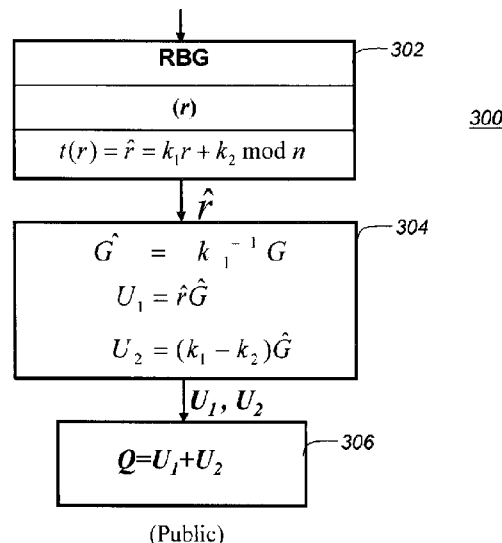 RBG
302
(r)
300
t(r) = r̂ = k₁r + k₂ mod n
r̂
304
Ĝ = k₁⁻¹ G
U₁ = r̂Ĝ
U₂ = (k₁ − k₂)Ĝ
U₁, U₂
306
Q=U₁+U₂
(Public)